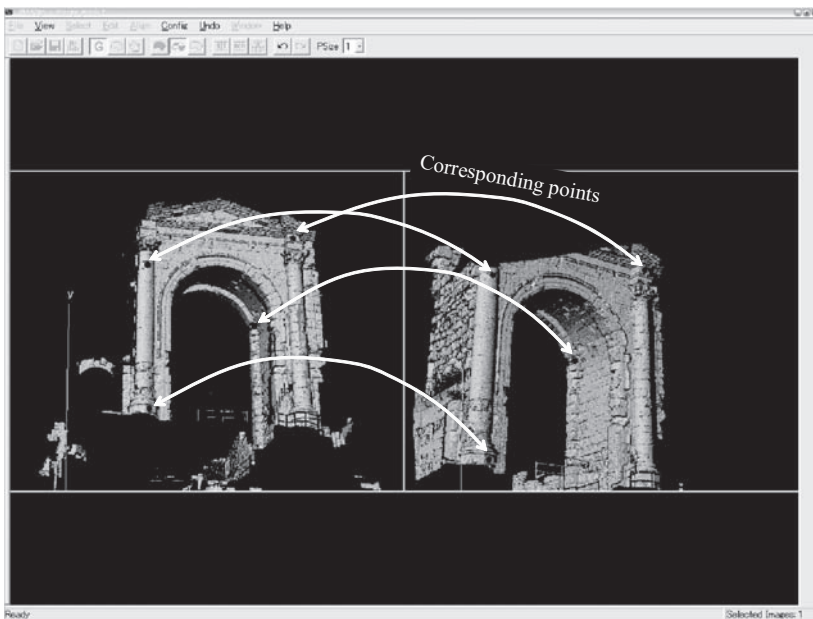 File View Select Edit Align Config Undo Window Help
G PSize 1
Corresponding points
y
Ready Selected Images: 1